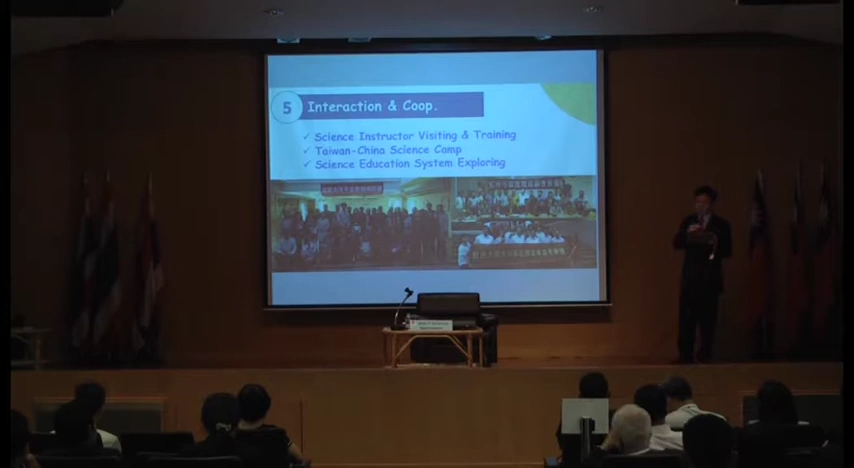 5
Interaction & Coop.
✓ Science Instructor Visiting & Training
✓ Taiwan-China Science Camp
✓ Science Education System Exploring